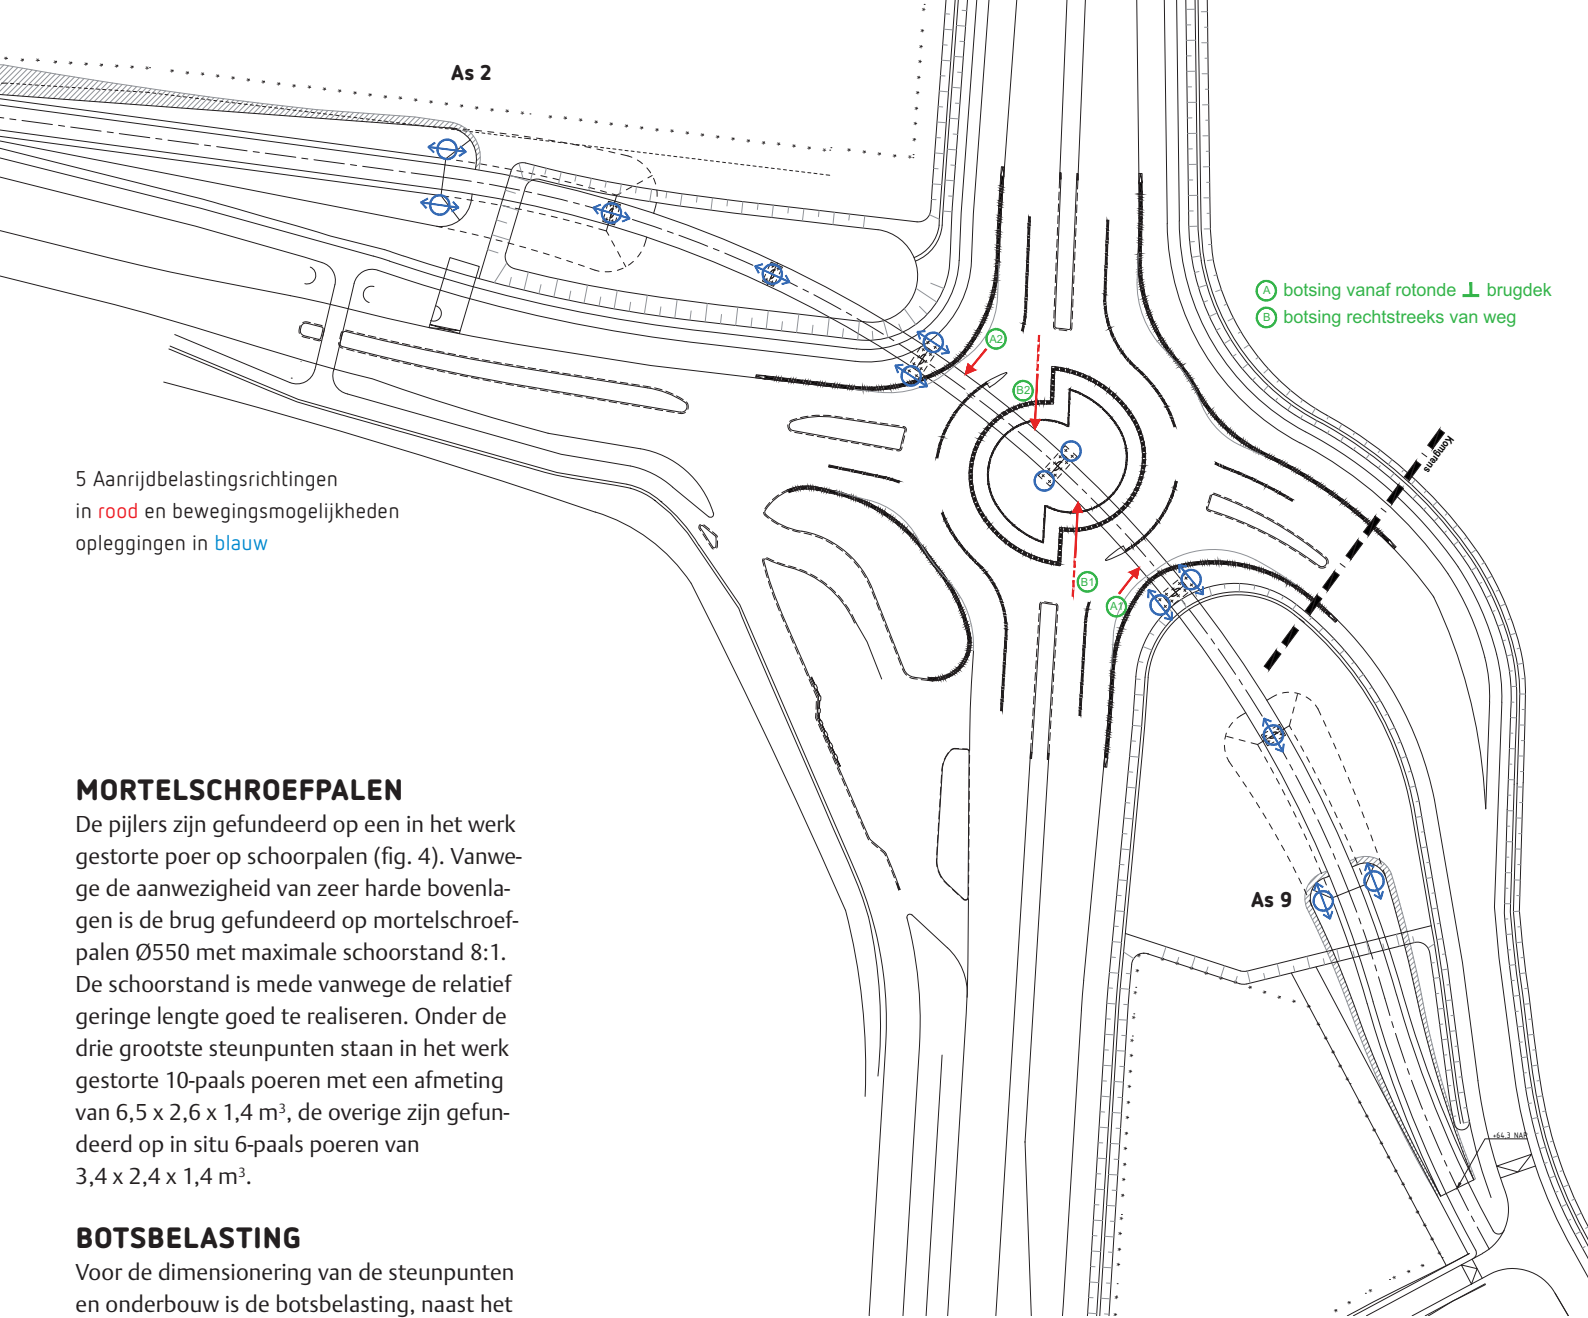 As 2
A botsing vanaf rotonde ⊥ brugdek
B botsing rechtstreeks van weg
A2
B2
Komgrens
5 Aanrijdbelastingsrichtingen
in rood en bewegingsmogelijkheden
opleggingen in blauw
B1
A1
MORTELSCHROEFPALEN
De pijlers zijn gefundeerd op een in het werk
gestorte poer op schoorpalen (fig. 4). Vanwe-
ge de aanwezigheid van zeer harde bovenla-
gen is de brug gefundeerd op mortelschroef-
palen Ø550 met maximale schoorstand 8:1.
De schoorstand is mede vanwege de relatief
geringe lengte goed te realiseren. Onder de
drie grootste steunpunten staan in het werk
gestorte 10-paals poeren met een afmeting
van 6,5 x 2,6 x 1,4 m³, de overige zijn gefun-
deerd op in situ 6-paals poeren van
3,4 x 2,4 x 1,4 m³.
As 9
+64.3 NAP
BOTSBELASTING
Voor de dimensionering van de steunpunten
en onderbouw is de botsbelasting, naast het